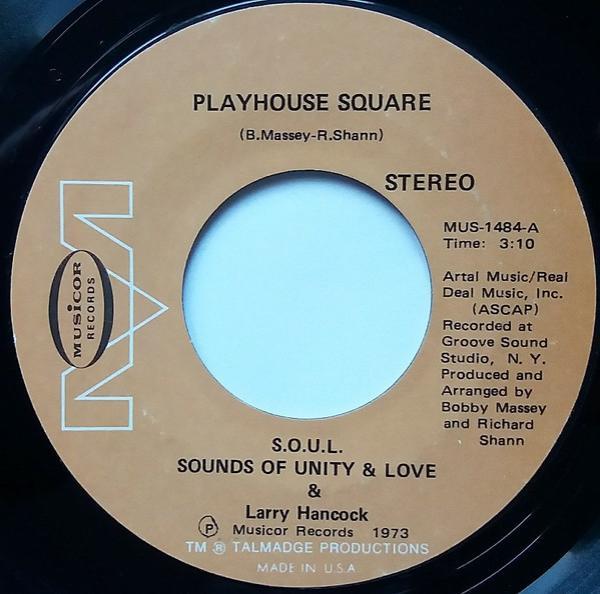 PLAYHOUSE SQUARE
(B.Massey-R.Shann)
STEREO
MUS-1484-A
Time: 3:10
Artal Music/Real
Deal Music, Inc.
(ASCAP)
Recorded at
Groove Sound
Studio, N. Y.
Produced and
Arranged by
Bobby Massey
and Richard
Shann
MUSICOR
RECORDS
S.O.U.L.
SOUNDS OF UNITY & LOVE
&
Larry Hancock
Ⓟ Musicor Records 1973
TM ® TALMADGE PRODUCTIONS
MADE IN U.S.A